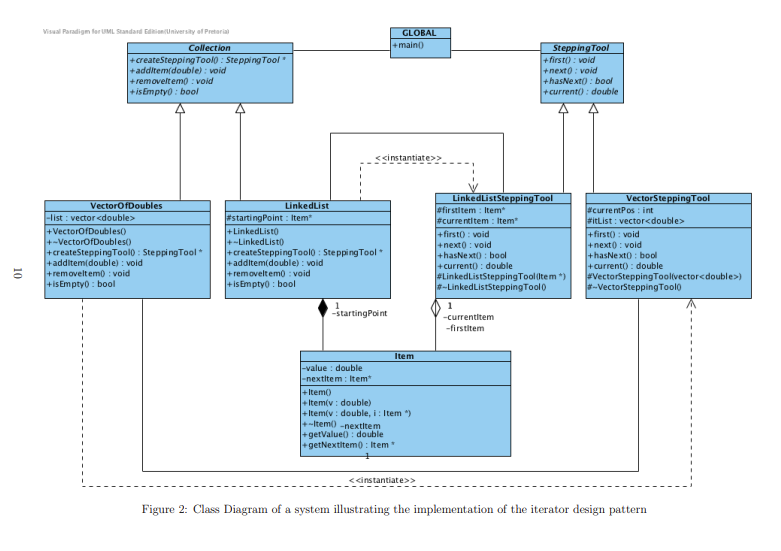 Visual Paradigm for UML Standard Edition(University of Pretoria)
GLOBAL
+main()
Collection
+createSteppingTool() : SteppingTool *
+addItem(double) : void
+removeItem() : void
+isEmpty() : bool
SteppingTool
+first() : void
+next() : void
+hasNext() : bool
+current() : double
<<instantiate>>
VectorOfDoubles
-list : vector<double>
+VectorOfDoubles()
+~VectorOfDoubles()
+createSteppingTool() : SteppingTool *
+addItem(double) : void
+removeItem() : void
+isEmpty() : bool
LinkedList
#startingPoint : Item*
+LinkedList()
+~LinkedList()
+createSteppingTool() : SteppingTool *
+addItem(double) : void
+removeItem() : void
+isEmpty() : bool
LinkedListSteppingTool
#firstItem : Item*
#currentItem : Item*
+first() : void
+next() : void
+hasNext() : bool
+current() : double
#LinkedListSteppingTool(Item *)
#~LinkedListSteppingTool()
VectorSteppingTool
#currentPos : int
#itList : vector<double>
+first() : void
+next() : void
+hasNext() : bool
+current() : double
#VectorSteppingTool(vector<double>)
#~VectorSteppingTool()
10
1
-startingPoint
1
-currentItem
-firstItem
Item
-value : double
-nextItem : Item*
+Item()
+Item(v : double)
+Item(v : double, i : Item *)
+~Item()
-nextItem
+getValue() : double
+getNextItem() : Item *
1
<<instantiate>>
Figure 2: Class Diagram of a system illustrating the implementation of the iterator design pattern